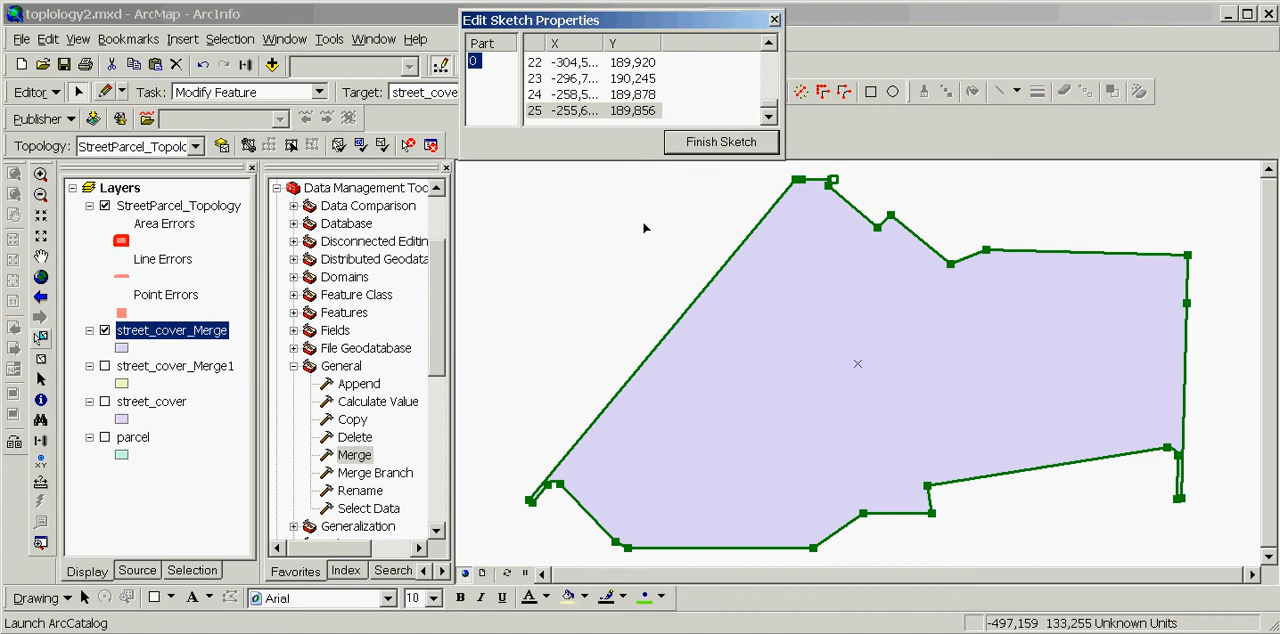 toplology2.mxd - ArcMap - ArcInfo
File Edit View Bookmarks Insert Selection Window Tools Window Help
Editor Task: Modify Feature Target: street_cov
Publisher
Topology: StreetParcel_Topolo
Edit Sketch Properties
Part X Y
0
22 -304,5... 189,920
23 -296,7... 190,245
24 -258,5... 189,878
25 -255,6... 189,856
Finish Sketch
Layers
StreetParcel_Topology
Area Errors
Line Errors
Point Errors
street_cover_Merge
street_cover_Merge1
street_cover
parcel
Display Source Selection
Data Management Too
Data Comparison
Database
Disconnected Editin
Distributed Geodata
Domains
Feature Class
Features
Fields
File Geodatabase
General
Append
Calculate Value
Copy
Delete
Merge
Merge Branch
Rename
Select Data
Generalization
Favorites Index Search
Drawing A Arial 10 B I U A
Launch ArcCatalog
-497,159 133,255 Unknown Units